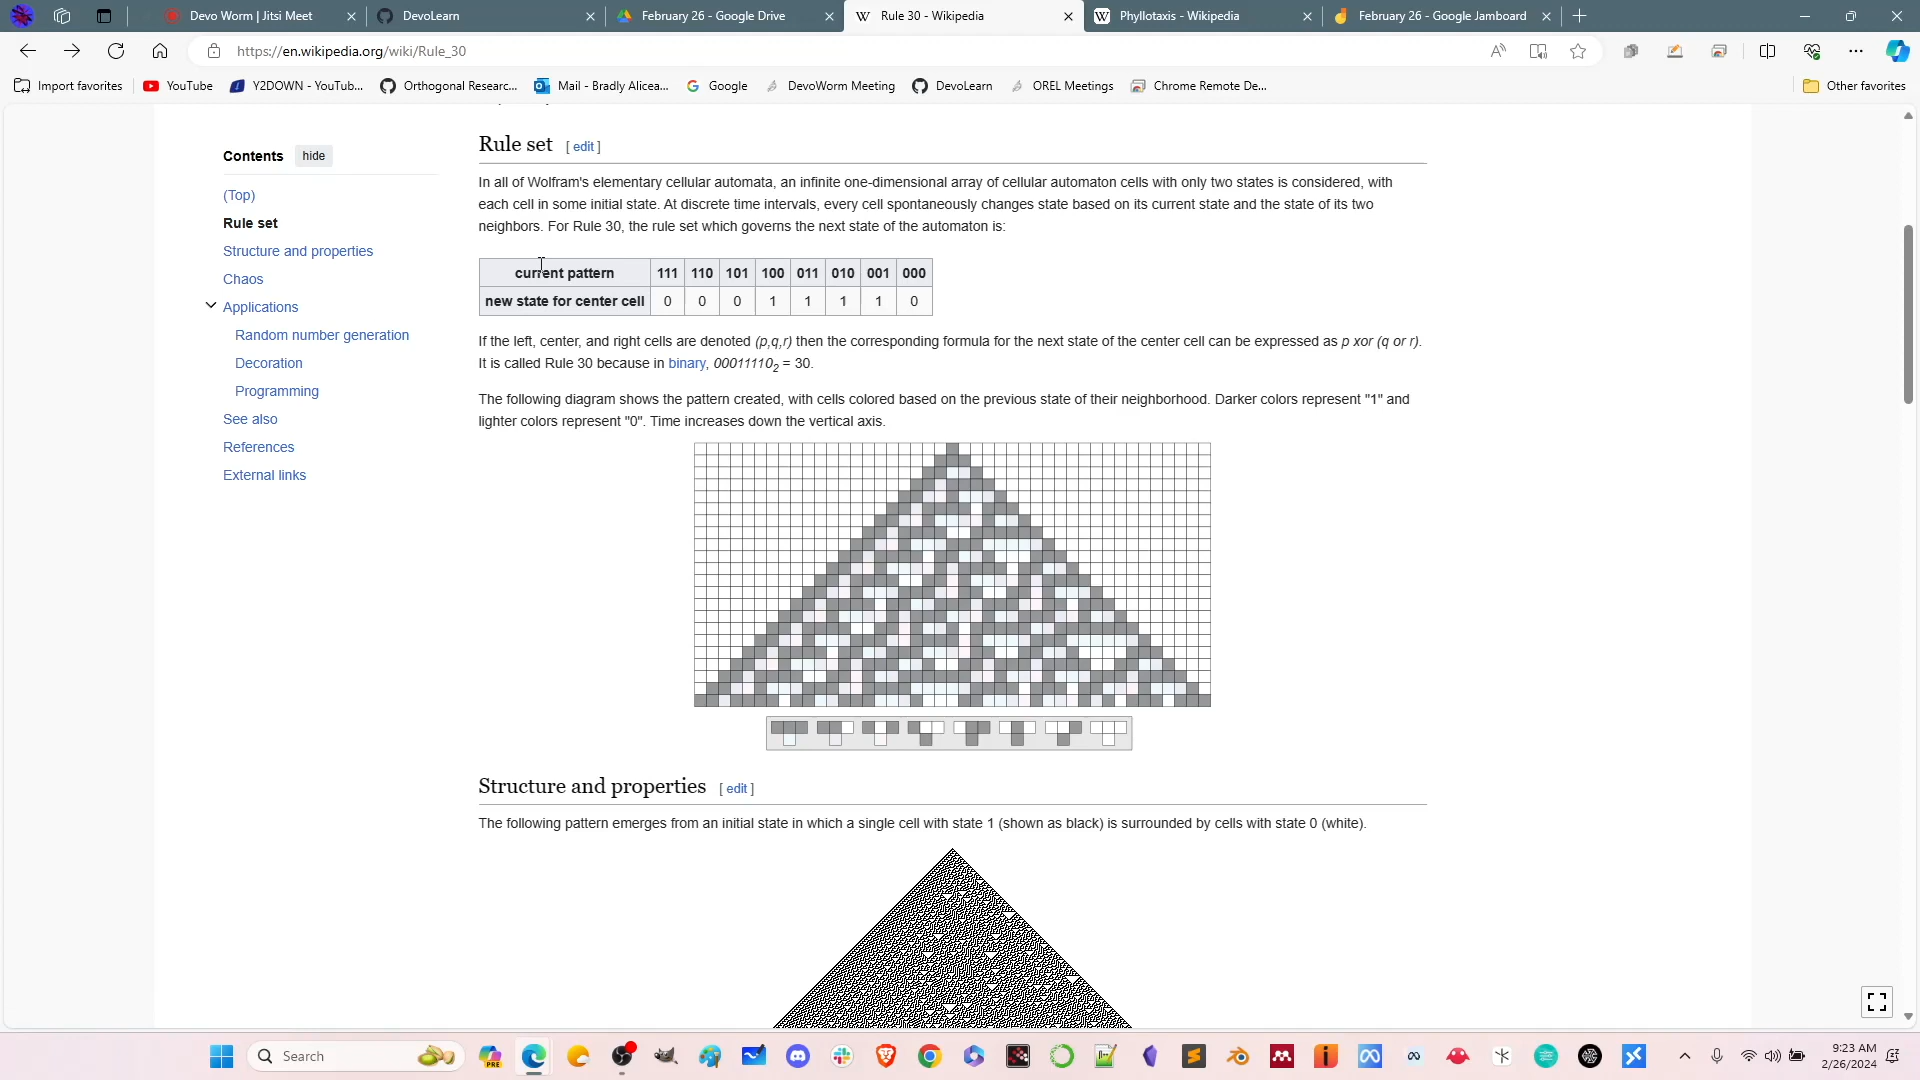 Devo Worm | Jitsi Meet
DevoLearn
February 26 - Google Drive
Rule 30 - Wikipedia
Phyllotaxis - Wikipedia
February 26 - Google Jamboard
https://en.wikipedia.org/wiki/Rule_30
Import favorites
YouTube
Y2DOWN - YouTub...
Orthogonal Researc...
Mail - Bradly Alicea...
Google
DevoWorm Meeting
DevoLearn
OREL Meetings
Chrome Remote De...
Other favorites
Contents hide
(Top)
Rule set
Structure and properties
Chaos
Applications
Random number generation
Decoration
Programming
See also
References
External links
Rule set [ edit ]
In all of Wolfram's elementary cellular automata, an infinite one-dimensional array of cellular automaton cells with only two states is considered, with
each cell in some initial state. At discrete time intervals, every cell spontaneously changes state based on its current state and the state of its two
neighbors. For Rule 30, the rule set which governs the next state of the automaton is:
current pattern 111 110 101 100 011 010 001 000
new state for center cell 0 0 0 1 1 1 1 0
If the left, center, and right cells are denoted (p,q,r) then the corresponding formula for the next state of the center cell can be expressed as p xor (q or r).
It is called Rule 30 because in binary, 00011110₂ = 30.
The following diagram shows the pattern created, with cells colored based on the previous state of their neighborhood. Darker colors represent "1" and
lighter colors represent "0". Time increases down the vertical axis.
Structure and properties [ edit ]
The following pattern emerges from an initial state in which a single cell with state 1 (shown as black) is surrounded by cells with state 0 (white).
Search
PRE
9:23 AM
2/26/2024